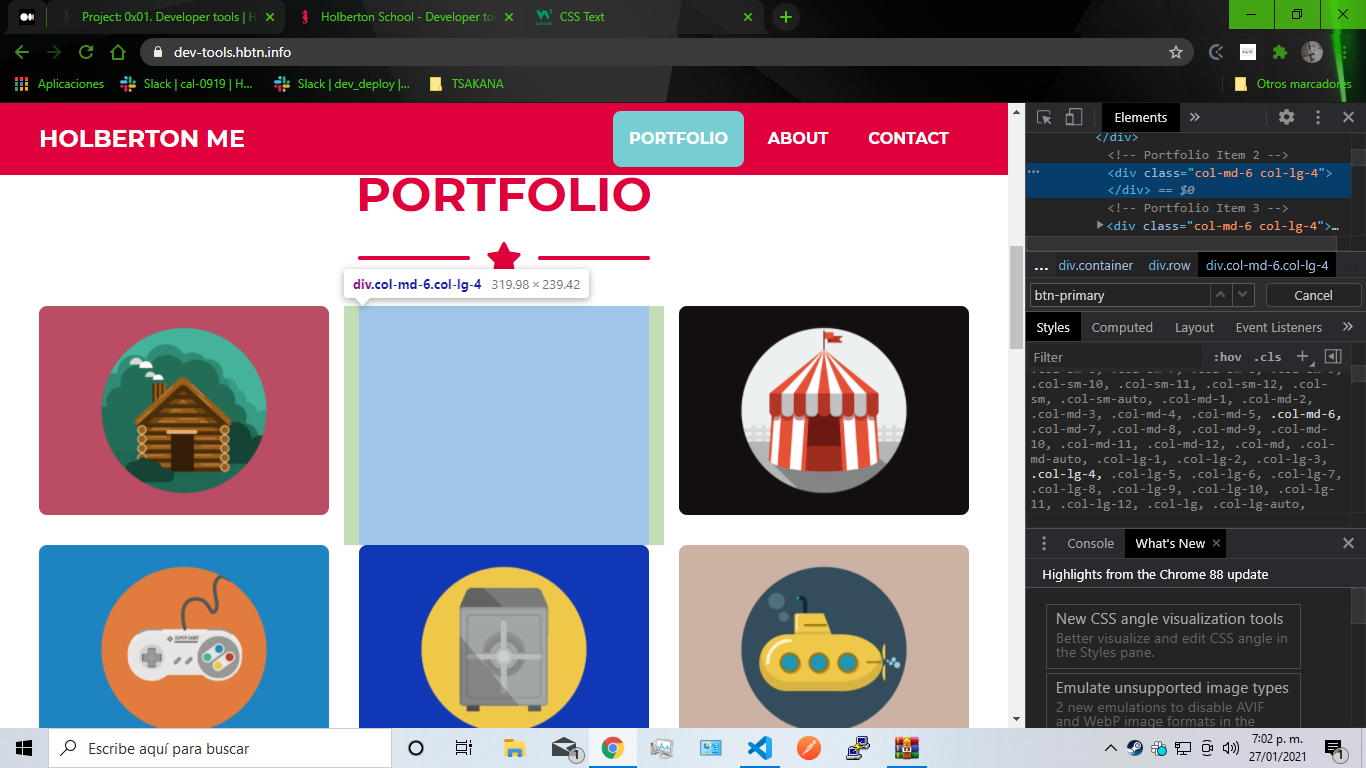 Project: 0x01. Developer tools | H
Holberton School - Developer to
CSS Text
dev-tools.hbtn.info
Aplicaciones
Slack | cal-0919 | H...
Slack | dev_deploy |...
TSAKANA
Otros marcadores
HOLBERTON ME
PORTFOLIO
ABOUT
CONTACT
PORTFOLIO
div.col-md-6.col-lg-4 319.98 × 239.42
SUPER GAME
Elements
</div>
<!-- Portfolio Item 2 -->
<div class="col-md-6 col-lg-4">
</div> == $0
<!-- Portfolio Item 3 -->
<div class="col-md-6 col-lg-4">…
... div.container div.row div.col-md-6.col-lg-4
btn-primary
Cancel
Styles Computed Layout Event Listeners
Filter
:hov .cls
.col-sm-10, .col-sm-11, .col-sm-12, .col-
sm, .col-sm-auto, .col-md-1, .col-md-2,
.col-md-3, .col-md-4, .col-md-5, .col-md-6,
.col-md-7, .col-md-8, .col-md-9, .col-md-
10, .col-md-11, .col-md-12, .col-md, .col-
md-auto, .col-lg-1, .col-lg-2, .col-lg-3,
.col-lg-4, .col-lg-5, .col-lg-6, .col-lg-7,
.col-lg-8, .col-lg-9, .col-lg-10, .col-lg-
11, .col-lg-12, .col-lg, .col-lg-auto,
Console What's New
Highlights from the Chrome 88 update
New CSS angle visualization tools
Better visualize and edit CSS angle in
the Styles pane.
Emulate unsupported image types
2 new emulations to disable AVIF
and WebP image formats in the
Escribe aquí para buscar
1
7:02 p. m.
27/01/2021
1